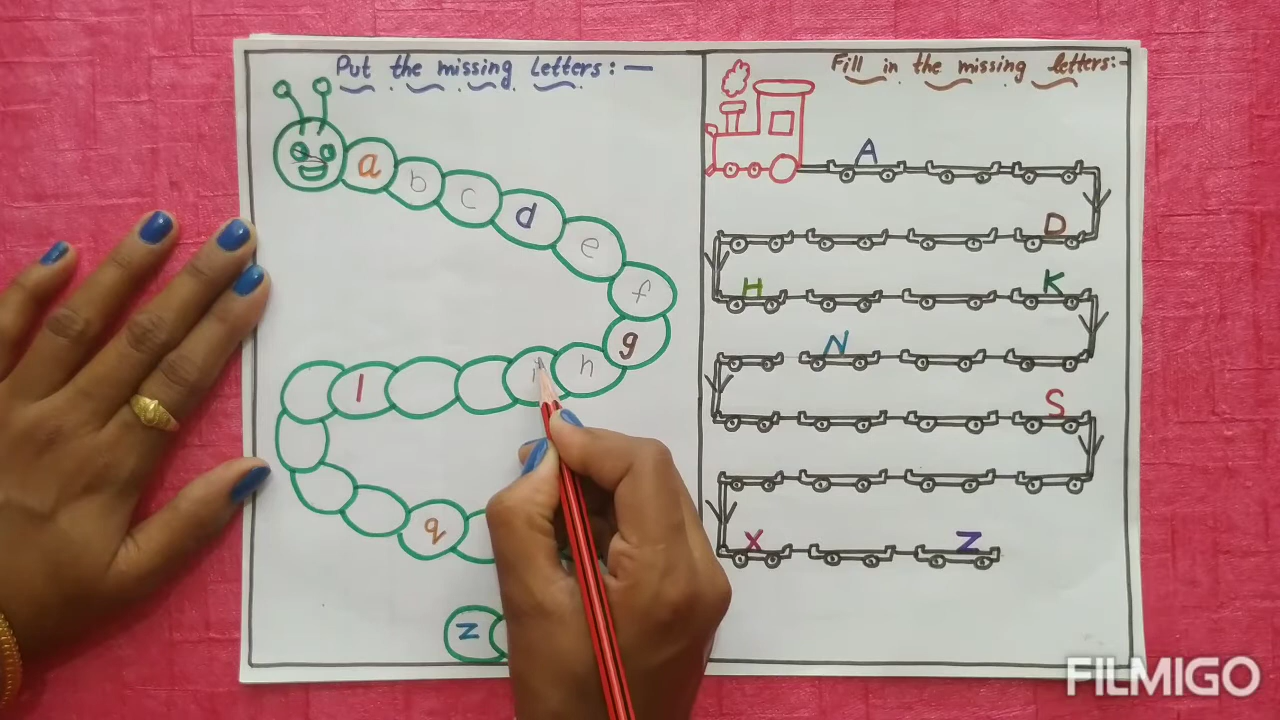 Put the missing Letters:—
a b c d e f g h
l
q
z
Fill in the missing letters:-
A
D
H K
N
S
X Z
FILMIGO